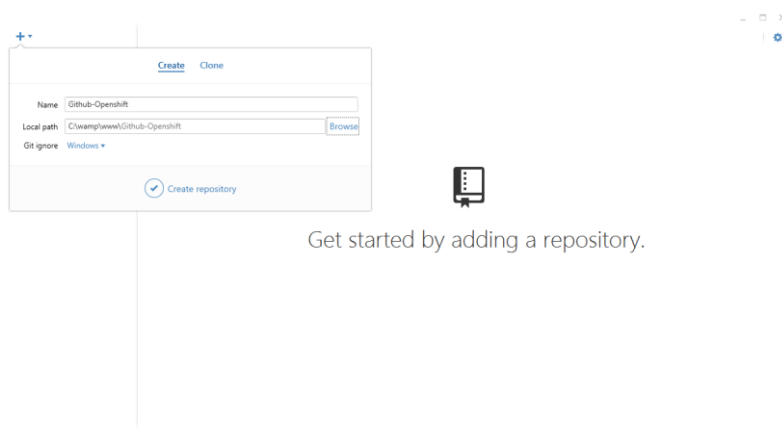 Create Clone
Name Github-Openshift
Local path C:\wamp\www\Github-Openshift Browse
Git ignore Windows
Create repository
Get started by adding a repository.